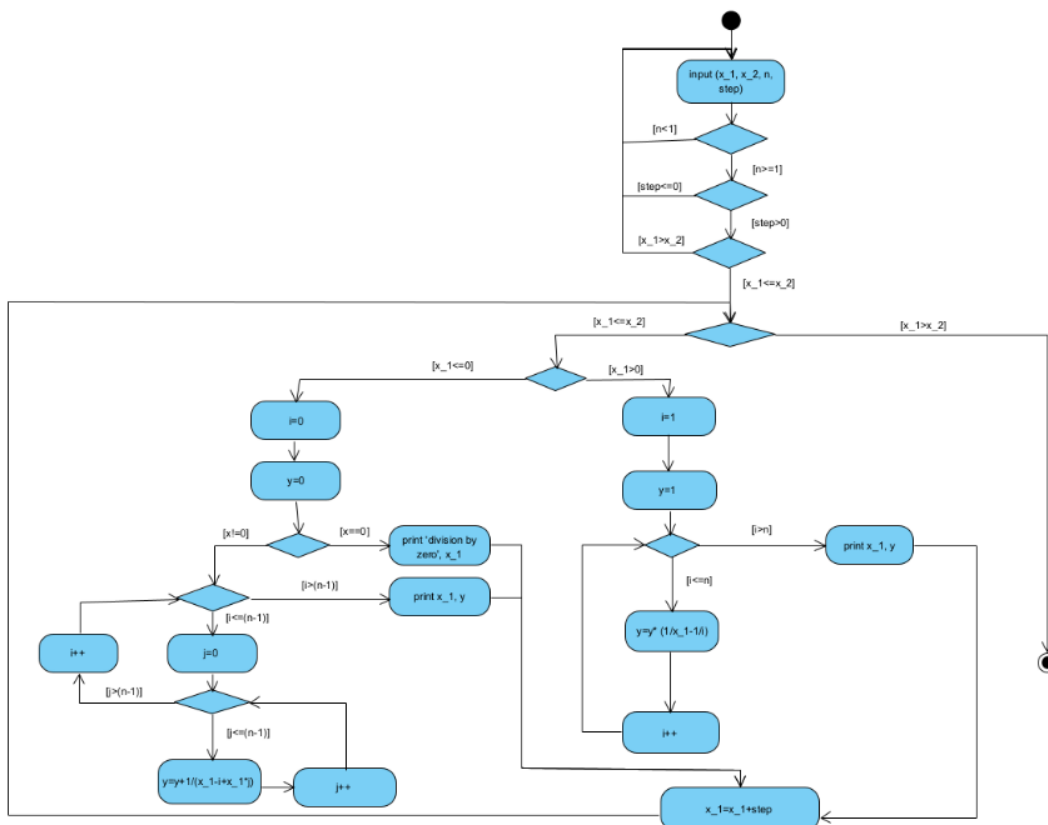 input (x_1, x_2, n,
step)
[n<1]
[n>=1]
[step<=0]
[step>0]
[x_1>x_2]
[x_1<=x_2]
[x_1<=x_2]
[x_1>x_2]
[x_1<=0]
[x_1>0]
i=0
i=1
y=0
y=1
[x!=0]
[x==0]
print 'division by
zero', x_1
[i>n]
print x_1, y
[i>(n-1)]
print x_1, y
[i<=n]
[i<=(n-1)]
i++
j=0
y=y* (1/x_1-1/i)
[j>(n-1)]
[j<=(n-1)]
i++
y=y+1/(x_1-i+x_1*j))
j++
x_1=x_1+step